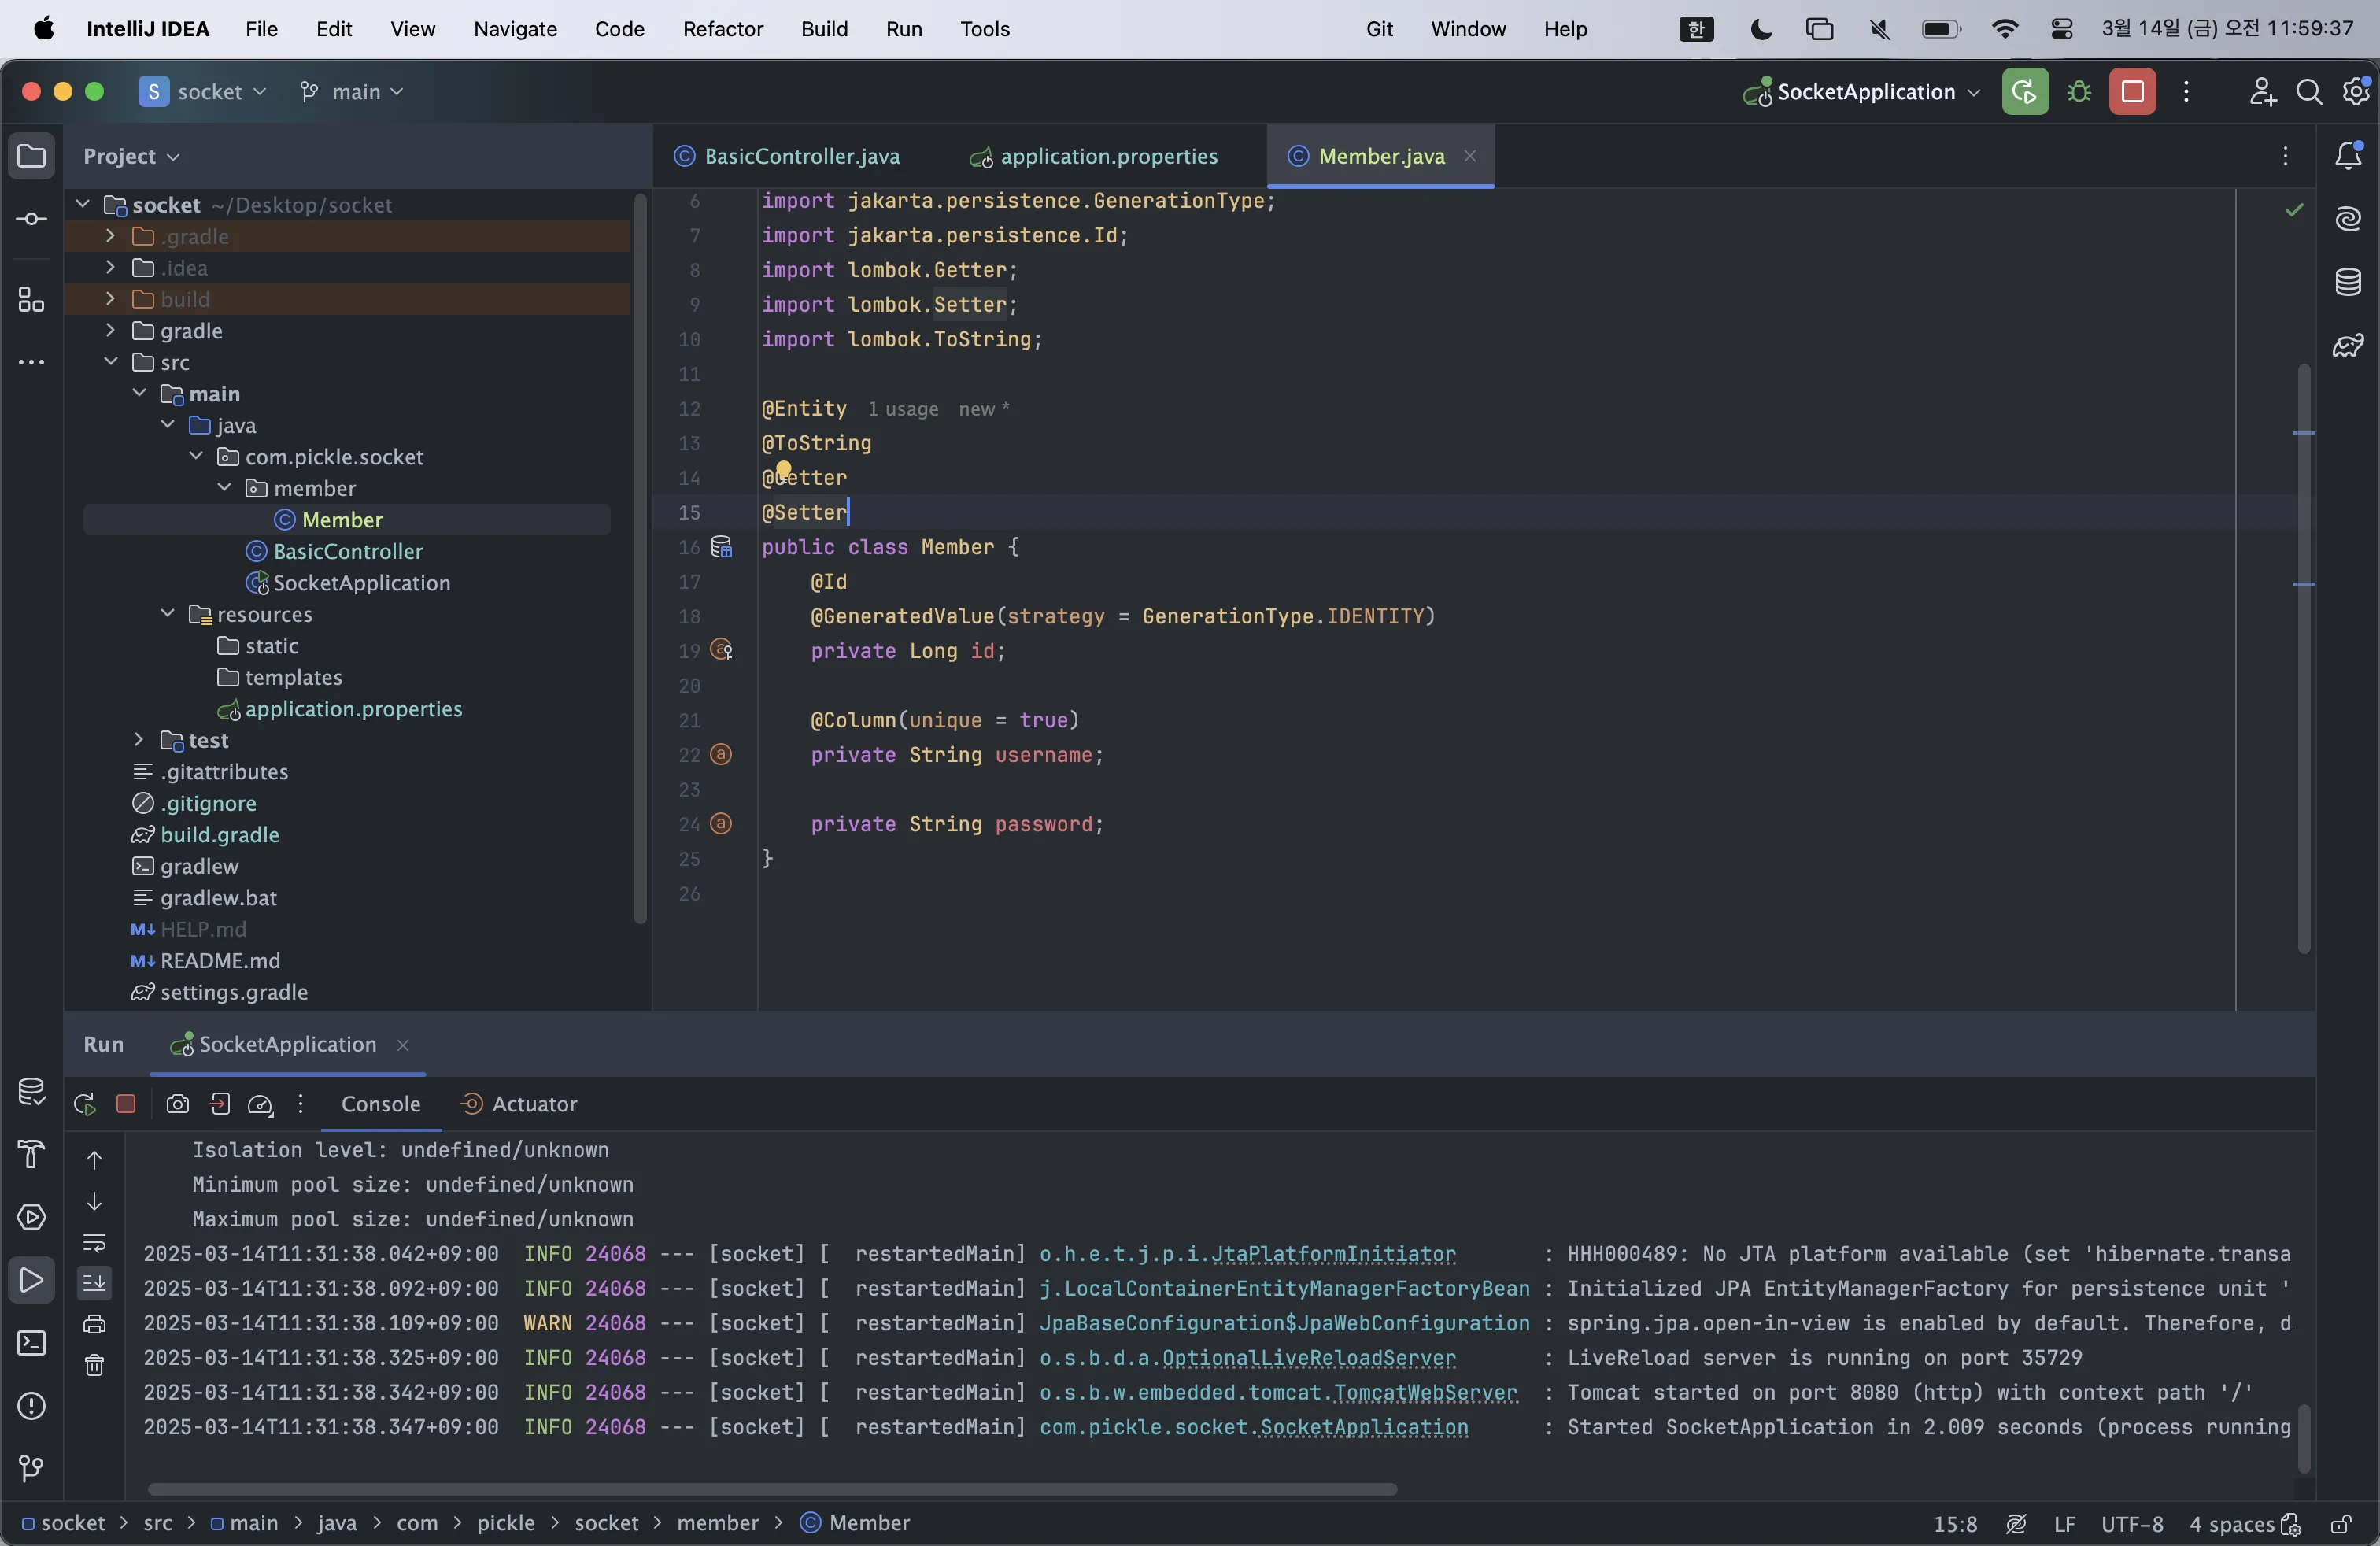 IntelliJ IDEA File Edit View Navigate Code Refactor Build Run Tools Git Window Help 한 3월 14일 (금) 오전 11:59:37
S socket main SocketApplication
Project
BasicController.java application.properties Member.java
socket ~/Desktop/socket
.gradle
.idea
build
gradle
src
main
java
com.pickle.socket
member
Member
BasicController
SocketApplication
resources
static
templates
application.properties
test
.gitattributes
.gitignore
build.gradle
gradlew
gradlew.bat
M↓ HELP.md
M↓ README.md
settings.gradle
6 import jakarta.persistence.GenerationType;
7 import jakarta.persistence.Id;
8 import lombok.Getter;
9 import lombok.Setter;
10 import lombok.ToString;
11
12 @Entity 1 usage new *
13 @ToString
14 @Getter
15 @Setter
16 public class Member {
17 @Id
18 @GeneratedValue(strategy = GenerationType.IDENTITY)
19 private Long id;
20
21 @Column(unique = true)
22 private String username;
23
24 private String password;
25 }
26
Run SocketApplication
Console Actuator
Isolation level: undefined/unknown
Minimum pool size: undefined/unknown
Maximum pool size: undefined/unknown
2025-03-14T11:31:38.042+09:00 INFO 24068 --- [socket] [ restartedMain] o.h.e.t.j.p.i.JtaPlatformInitiator : HHH000489: No JTA platform available (set 'hibernate.transa
2025-03-14T11:31:38.092+09:00 INFO 24068 --- [socket] [ restartedMain] j.LocalContainerEntityManagerFactoryBean : Initialized JPA EntityManagerFactory for persistence unit '
2025-03-14T11:31:38.109+09:00 WARN 24068 --- [socket] [ restartedMain] JpaBaseConfiguration$JpaWebConfiguration : spring.jpa.open-in-view is enabled by default. Therefore, d
2025-03-14T11:31:38.325+09:00 INFO 24068 --- [socket] [ restartedMain] o.s.b.d.a.OptionalLiveReloadServer : LiveReload server is running on port 35729
2025-03-14T11:31:38.342+09:00 INFO 24068 --- [socket] [ restartedMain] o.s.b.w.embedded.tomcat.TomcatWebServer : Tomcat started on port 8080 (http) with context path '/'
2025-03-14T11:31:38.347+09:00 INFO 24068 --- [socket] [ restartedMain] com.pickle.socket.SocketApplication : Started SocketApplication in 2.009 seconds (process running
socket > src > main > java > com > pickle > socket > member > Member 15:8 LF UTF-8 4 spaces